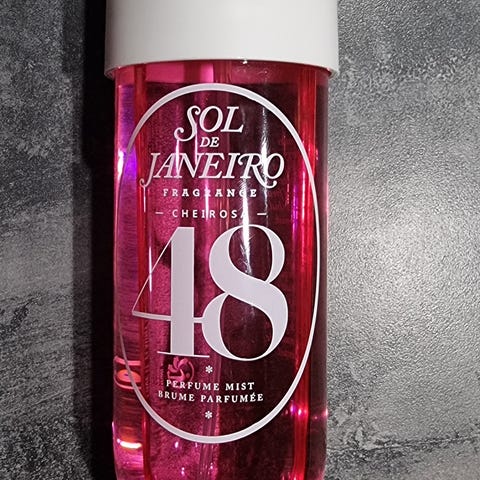 SOL
DE
JANEIRO
FRAGRANCE
— CHEIROSA —
48
*
PERFUME MIST
BRUME PARFUMÉE
*